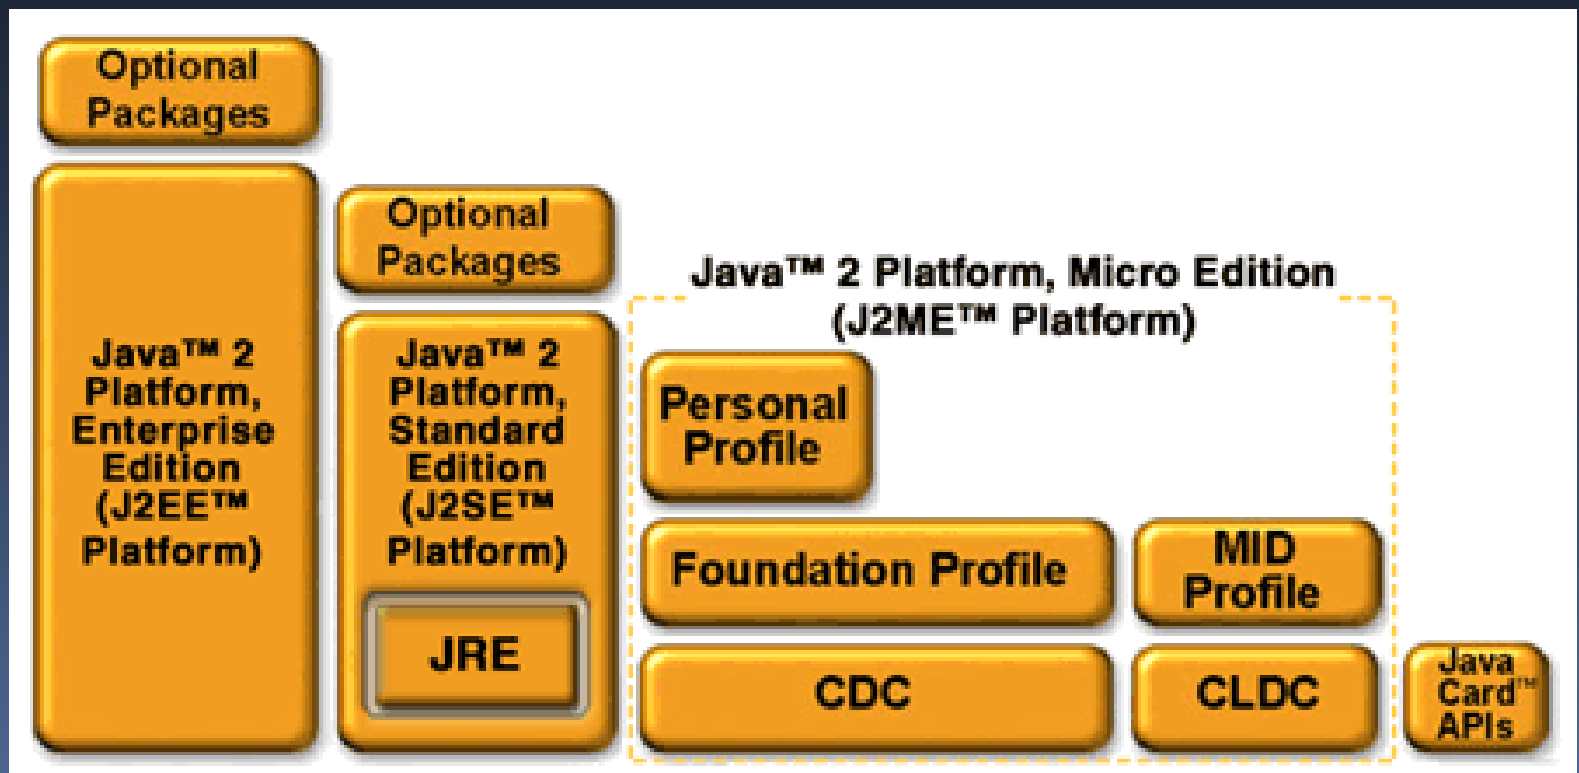 Optional
Packages
Java™ 2
Platform,
Enterprise
Edition
(J2EE™
Platform)
Optional
Packages
Java™ 2
Platform,
Standard
Edition
(J2SE™
Platform)
JRE
Java™ 2 Platform, Micro Edition
(J2ME™ Platform)
Personal
Profile
Foundation Profile
MID
Profile
CDC
CLDC
Java
Card™
APIs